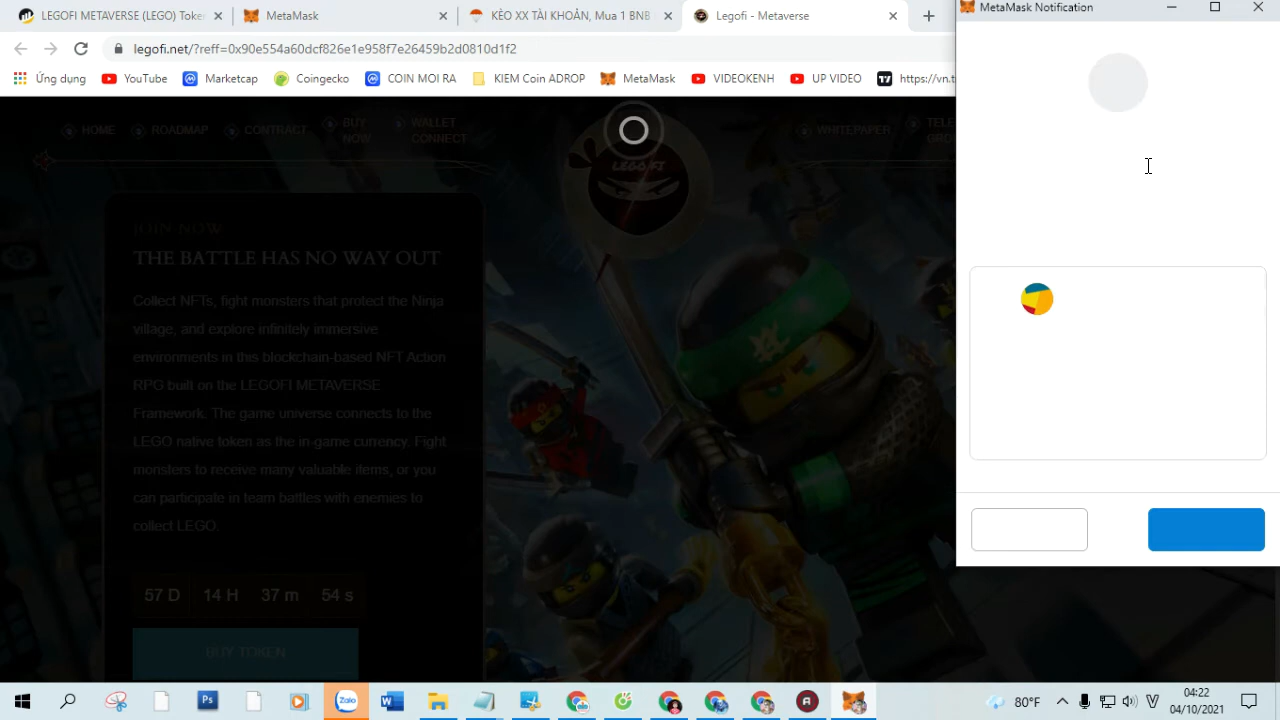 LEGOFI METAVERSE (LEGO) Toke
MetaMask
KÈO XX TÀI KHOẢN, Mua 1 BNB
Legofi - Metaverse
MetaMask Notification
legofi.net/?reff=0x90e554a60dcf826e1e958f7e26459b2d0810d1f2
Ứng dụng
YouTube
Marketcap
Coingecko
COIN MOI RA
KIEM Coin ADROP
MetaMask
VIDEOKENH
UP VIDEO
https://vn.t
HOME
ROADMAP
CONTRACT
BUY
NOW
WALLET
CONNECT
WHITEPAPER
TELE
LEGO FI
JOIN NOW
THE BATTLE HAS NO WAY OUT
Collect NFTs, fight monsters that protect the Ninja
village, and explore infinitely immersive
environments in this blockchain-based NFT Action
RPG built on the LEGOFI METAVERSE
Framework. The game universe connects to the
LEGO native token as the in-game currency. Fight
monsters to receive many valuable items, or you
can participate in team battles with enemies to
collect LEGO.
57 D 14 H 37 m 54 s
BUY TOKEN
Ps
Zalo
W
A
80°F
V
04:22
04/10/2021